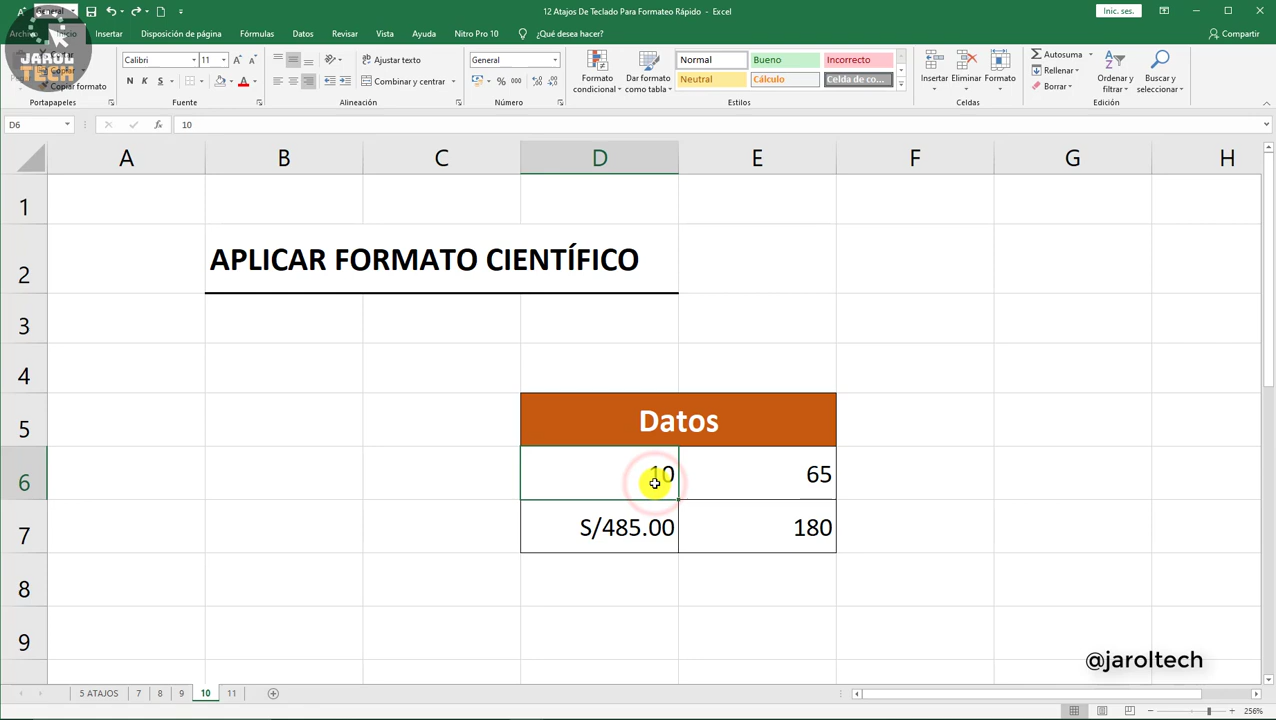 General
12 Atajos De Teclado Para Formateo Rápido - Excel
Inic. ses.
Inicio Insertar Disposición de página Fórmulas Datos Revisar Vista Ayuda Nitro Pro 10 ¿Qué desea hacer? Compartir
JAROL
TECH
Copiar formato
Portapapeles
Calibri 11
N K S
Fuente
Ajustar texto
Combinar y centrar
Alineación
General
% 000
Número
Formato
condicional
Dar formato
como tabla
Normal Bueno Incorrecto
Neutral Cálculo Celda de co...
Estilos
Insertar Eliminar Formato
Celdas
Autosuma
Rellenar
Borrar
Ordenar y
filtrar
Buscar y
seleccionar
Edición
D6 fx 10
A B C D E F G H
1
2 APLICAR FORMATO CIENTÍFICO
3
4
5 Datos
6 10 65
7 S/485.00 180
8
9
@jaroltech
5 ATAJOS 7 8 9 10 11
256%